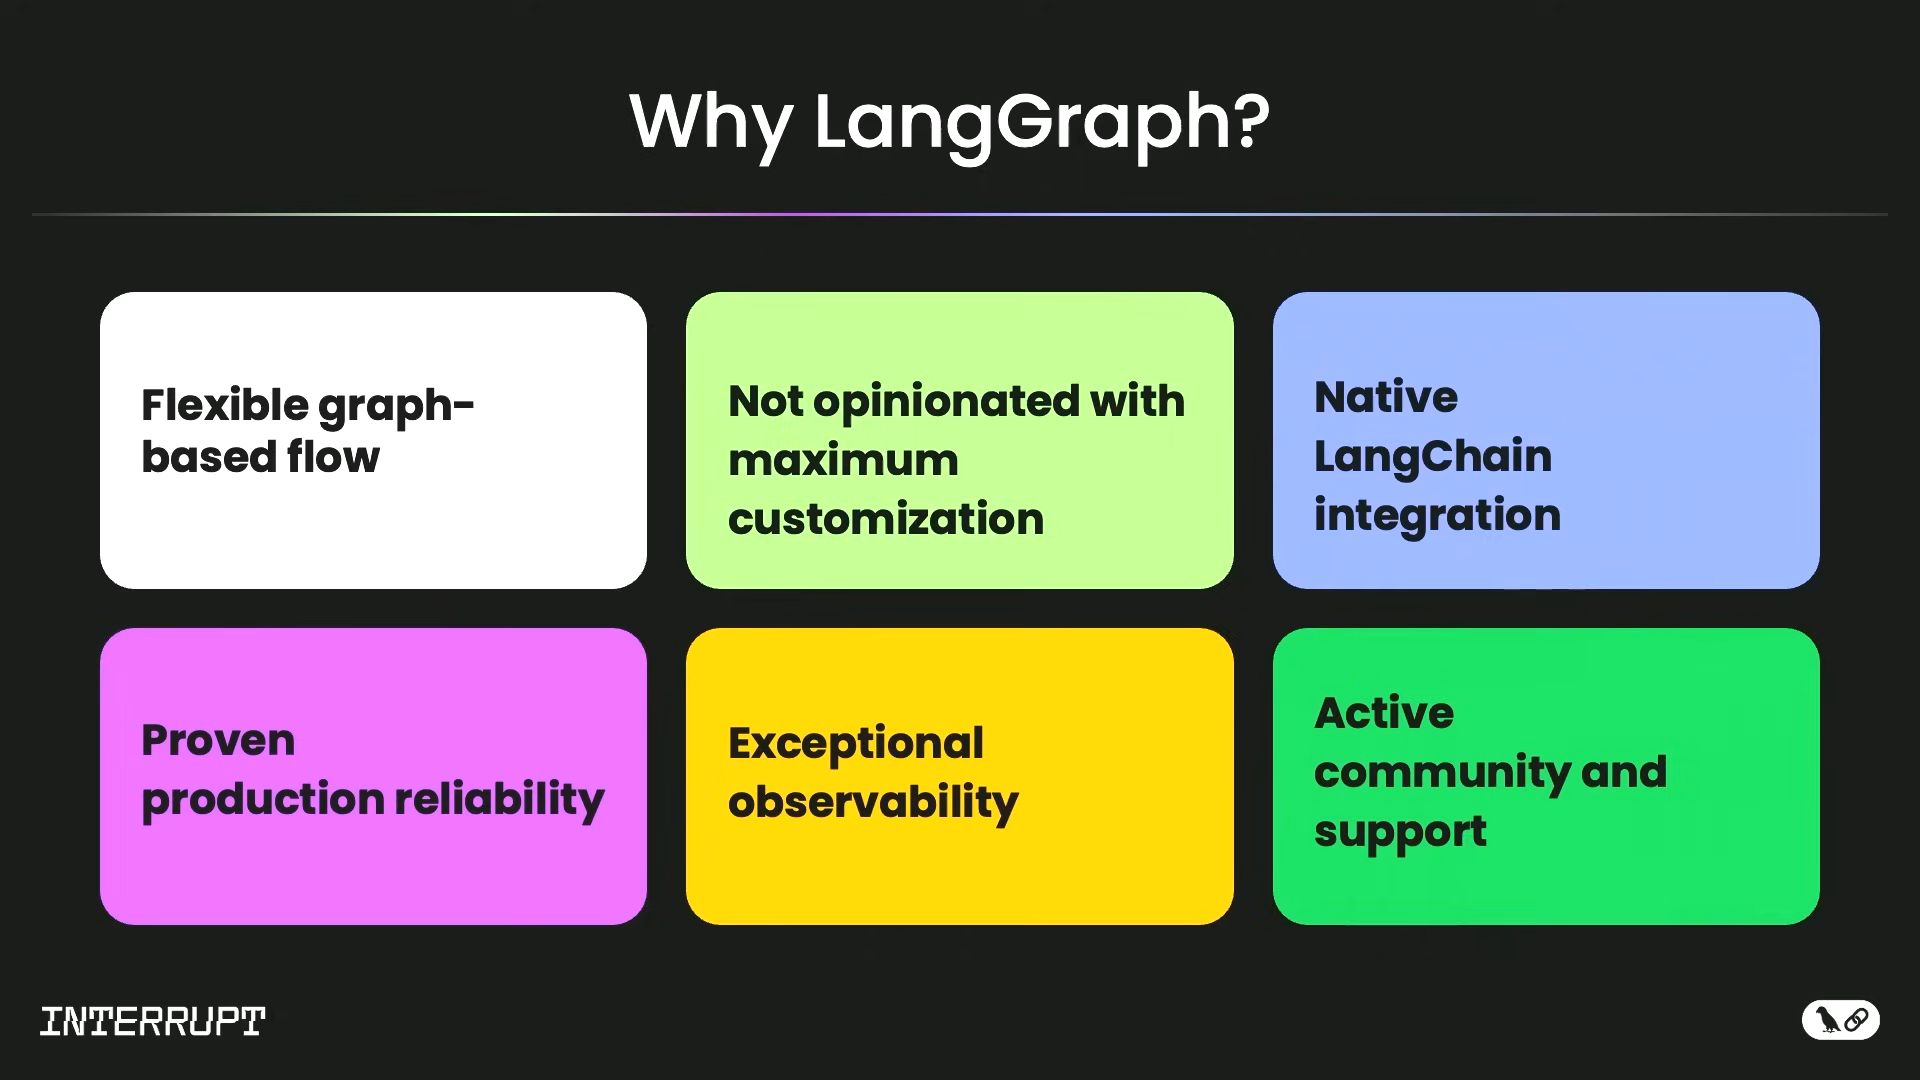 Why LangGraph?
Flexible graph-
based flow
Not opinionated with
maximum
customization
Native
LangChain
integration
Proven
production reliability
Exceptional
observability
Active
community and
support
INTERRUPT